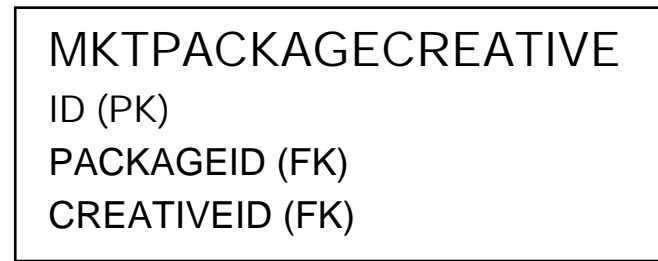 MKTPACKAGECREATIVE
ID (PK)
PACKAGEID (FK)
CREATIVEID (FK)